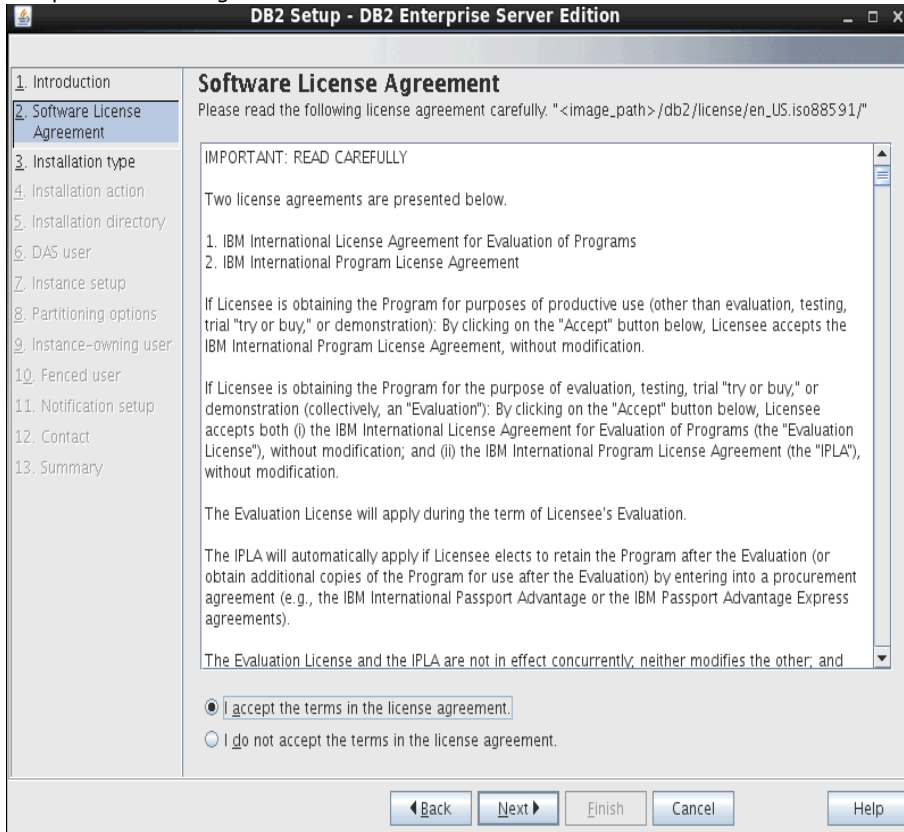 DB2 Setup - DB2 Enterprise Server Edition
1. Introduction
2. Software License
Agreement
3. Installation type
4. Installation action
5. Installation directory
6. DAS user
7. Instance setup
8. Partitioning options
9. Instance-owning user
10. Fenced user
11. Notification setup
12. Contact
13. Summary
Software License Agreement
Please read the following license agreement carefully. "<image_path>/db2/license/en_US.iso88591/"
IMPORTANT: READ CAREFULLY
Two license agreements are presented below.
1. IBM International License Agreement for Evaluation of Programs
2. IBM International Program License Agreement
If Licensee is obtaining the Program for purposes of productive use (other than evaluation, testing,
trial "try or buy," or demonstration): By clicking on the "Accept" button below, Licensee accepts the
IBM International Program License Agreement, without modification.
If Licensee is obtaining the Program for the purpose of evaluation, testing, trial "try or buy," or
demonstration (collectively, an "Evaluation"): By clicking on the "Accept" button below, Licensee
accepts both (i) the IBM International License Agreement for Evaluation of Programs (the "Evaluation
License"), without modification; and (ii) the IBM International Program License Agreement (the "IPLA"),
without modification.
The Evaluation License will apply during the term of Licensee's Evaluation.
The IPLA will automatically apply if Licensee elects to retain the Program after the Evaluation (or
obtain additional copies of the Program for use after the Evaluation) by entering into a procurement
agreement (e.g., the IBM International Passport Advantage or the IBM Passport Advantage Express
agreements).
The Evaluation License and the IPLA are not in effect concurrently; neither modifies the other; and
I accept the terms in the license agreement.
I do not accept the terms in the license agreement.
Back Next Finish Cancel Help